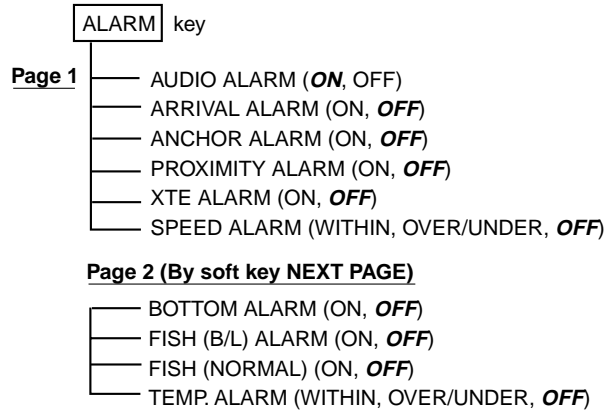 ALARM key
Page 1
AUDIO ALARM (ON, OFF)
ARRIVAL ALARM (ON, OFF)
ANCHOR ALARM (ON, OFF)
PROXIMITY ALARM (ON, OFF)
XTE ALARM (ON, OFF)
SPEED ALARM (WITHIN, OVER/UNDER, OFF)
Page 2 (By soft key NEXT PAGE)
BOTTOM ALARM (ON, OFF)
FISH (B/L) ALARM (ON, OFF)
FISH (NORMAL) (ON, OFF)
TEMP. ALARM (WITHIN, OVER/UNDER, OFF)